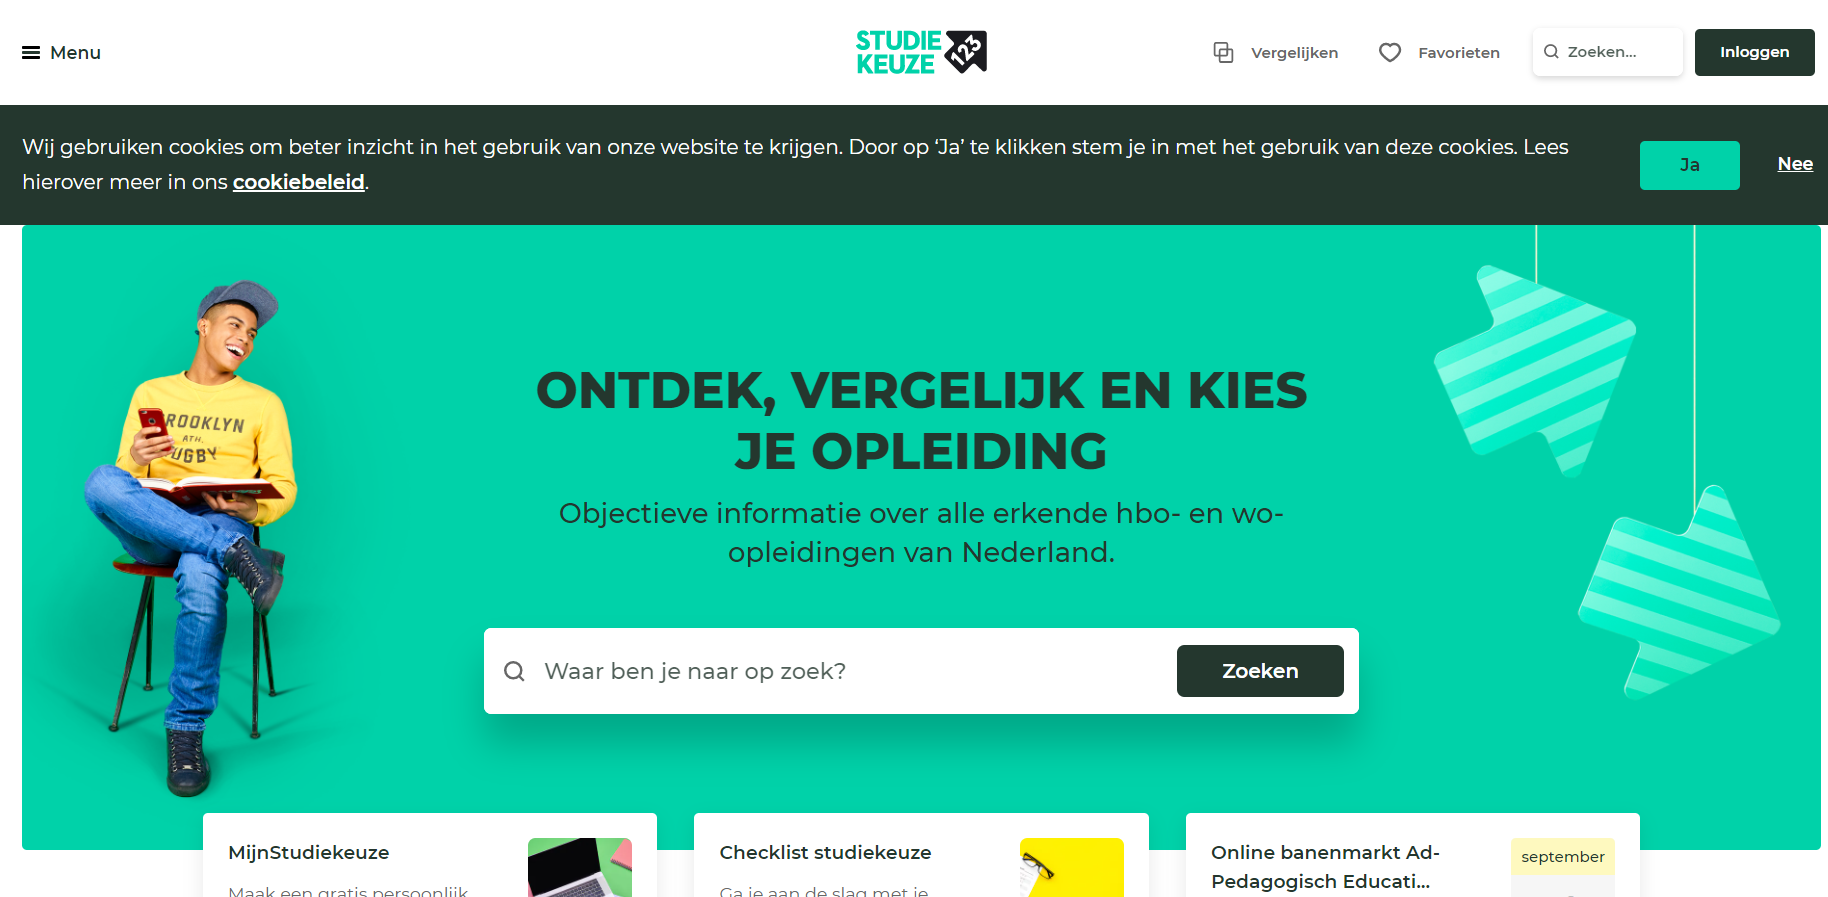 Menu
STUDIE
KEUZE
123
Vergelijken
Favorieten
Zoeken...
Inloggen
Wij gebruiken cookies om beter inzicht in het gebruik van onze website te krijgen. Door op ‘Ja’ te klikken stem je in met het gebruik van deze cookies. Lees
hierover meer in ons cookiebeleid.
Ja
Nee
ROOKLYN
ATH.
UGBY
ONTDEK, VERGELIJK EN KIES
JE OPLEIDING
Objectieve informatie over alle erkende hbo- en wo-
opleidingen van Nederland.
Waar ben je naar op zoek?
Zoeken
MijnStudiekeuze
Maak een gratis persoonlijk
Checklist studiekeuze
Ga je aan de slag met je
Online banenmarkt Ad-
Pedagogisch Educati...
september